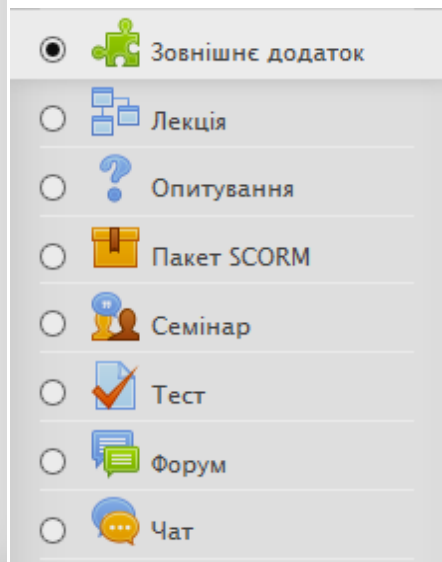 Зовнішнє додаток
Лекція
Опитування
Пакет SCORM
Семінар
Тест
Форум
Чат